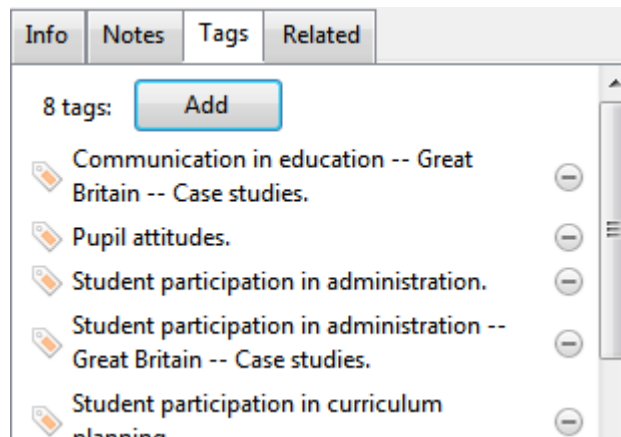 Info Notes Tags Related
8 tags: Add
Communication in education -- Great
Britain -- Case studies.
Pupil attitudes.
Student participation in administration.
Student participation in administration --
Great Britain -- Case studies.
Student participation in curriculum
planning